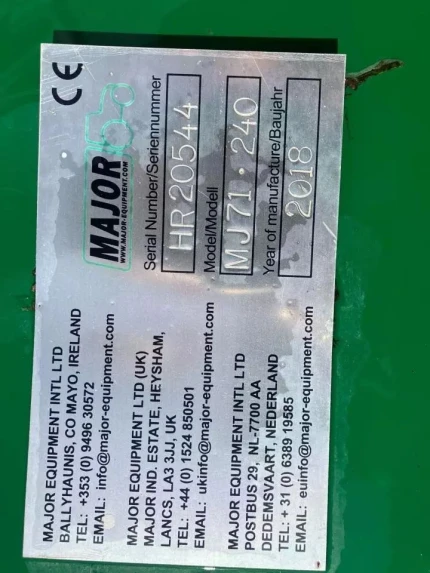 CE
MAJOR
WWW.MAJOR-EQUIPMENT.COM
Serial Number/Seriennummer
HR20544
Model/Modell
MJ71·240
Year of manufacture/Baujahr
2018
MAJOR EQUIPMENT INTL LTD
BALLYHAUNIS, CO MAYO, IRELAND
TEL: +353 (0) 9496 30572
EMAIL: info@major-equipment.com
MAJOR EQUIPMENT LTD (UK)
MAJOR IND. ESTATE, HEYSHAM,
LANCS, LA3 3JJ, UK
TEL: +44 (0) 1524 850501
EMAIL: ukinfo@major-equipment.com
MAJOR EQUIPMENT INTL LTD
POSTBUS 29, NL-7700 AA
DEDEMSVAART, NEDERLAND
TEL: + 31 (0) 6389 19585
EMAIL: euinfo@major-equipment.com